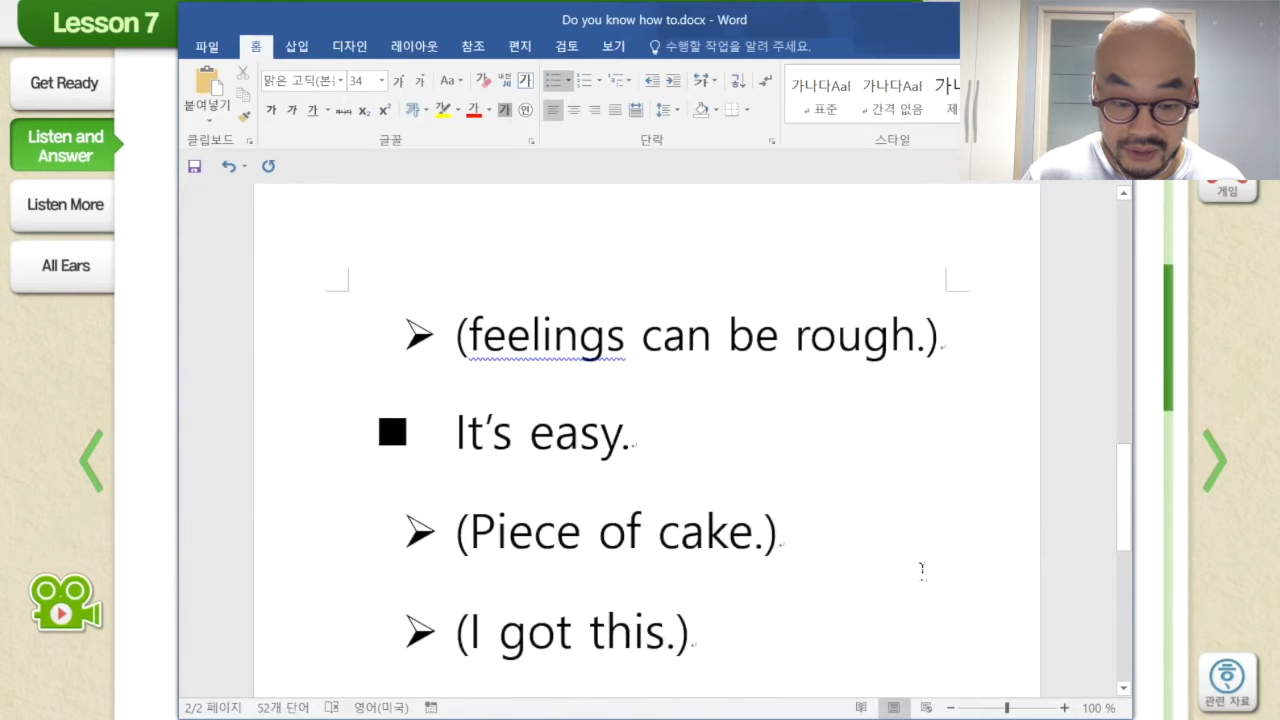 Lesson 7
Get Ready
Listen and
Answer
Listen More
All Ears
Do you know how to.docx - Word
파일 홈 삽입 디자인 레이아웃 참조 편지 검토 보기 수행할 작업을 알려 주세요.
붙여넣기
클립보드
맑은 고딕(본 34
글꼴
단락
가나다AaI 가나다AaI 가나
표준 간격 없음 제
스타일
(feelings can be rough.)
It's easy.
(Piece of cake.)
(I got this.)
2/2 페이지 52개 단어 영어(미국) 100 %
게임
관련 자료